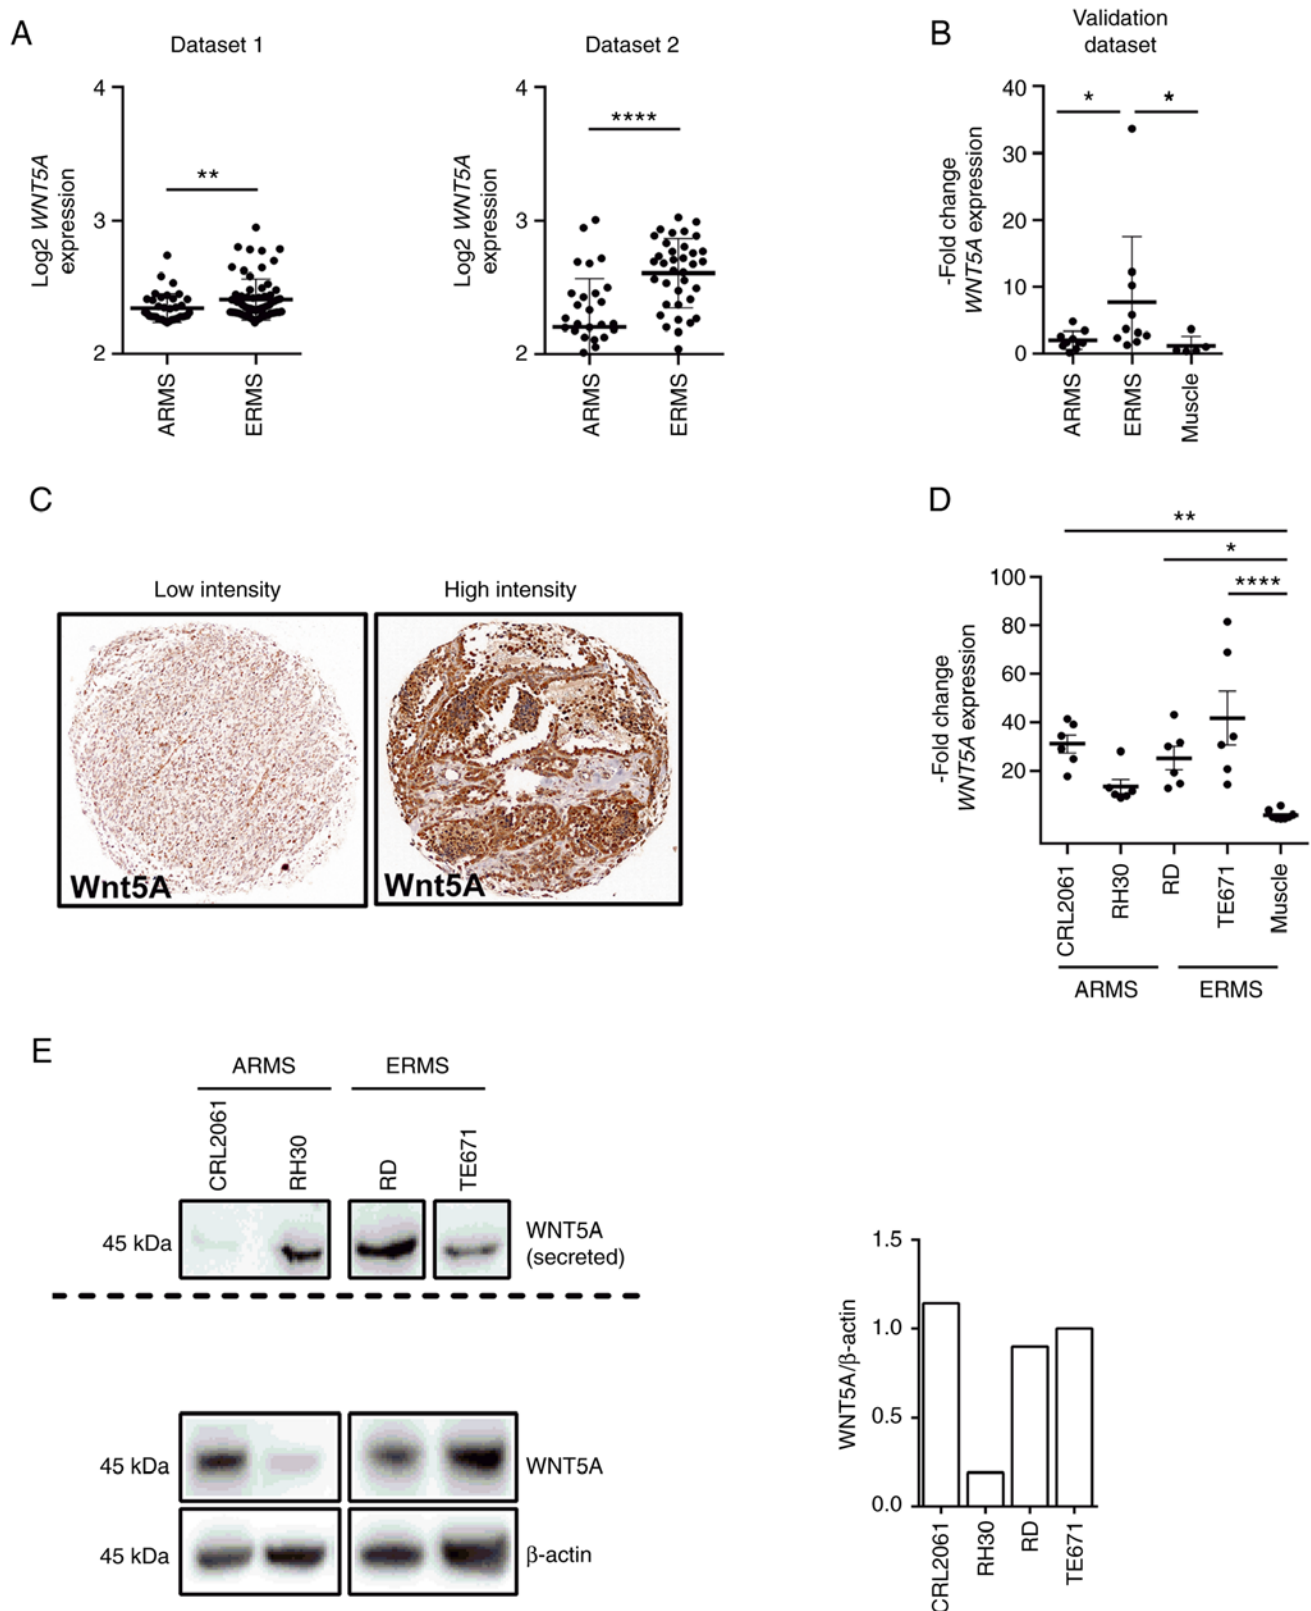 A
Dataset 1
Log2 WNT5A
expression
4
3
2
**
ARMS
ERMS
Dataset 2
Log2 WNT5A
expression
4
3
2
****
ARMS
ERMS
B
Validation
dataset
-Fold change
WNT5A expression
40
30
20
10
0
*
*
ARMS
ERMS
Muscle
C
Low intensity
High intensity
Wnt5A
Wnt5A
D
**
*
****
-Fold change
WNT5A expression
100
80
60
40
20
CRL2061
RH30
RD
TE671
Muscle
ARMS
ERMS
E
ARMS
ERMS
CRL2061
RH30
RD
TE671
45 kDa
WNT5A
(secreted)
45 kDa
WNT5A
45 kDa
β-actin
WNT5A/β-actin
1.5
1.0
0.5
0.0
CRL2061
RH30
RD
TE671